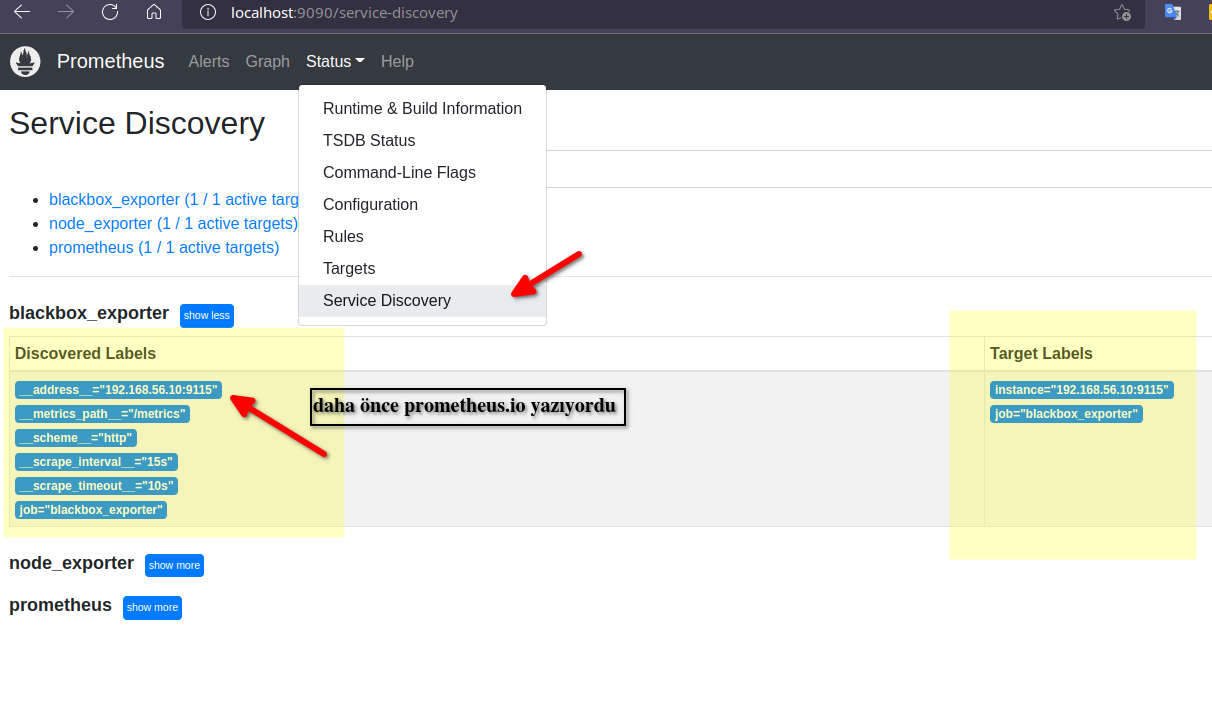 localhost:9090/service-discovery
Prometheus Alerts Graph Status Help
Runtime & Build Information
TSDB Status
Command-Line Flags
Configuration
Rules
Targets
Service Discovery
Service Discovery
blackbox_exporter (1 / 1 active targ
node_exporter (1 / 1 active targets)
prometheus (1 / 1 active targets)
blackbox_exporter show less
Discovered Labels Target Labels
__address__="192.168.56.10:9115" instance="192.168.56.10:9115"
__metrics_path__="/metrics" job="blackbox_exporter"
__scheme__="http"
__scrape_interval__="15s"
__scrape_timeout__="10s"
job="blackbox_exporter"
daha önce prometheus.io yazıyordu
node_exporter show more
prometheus show more